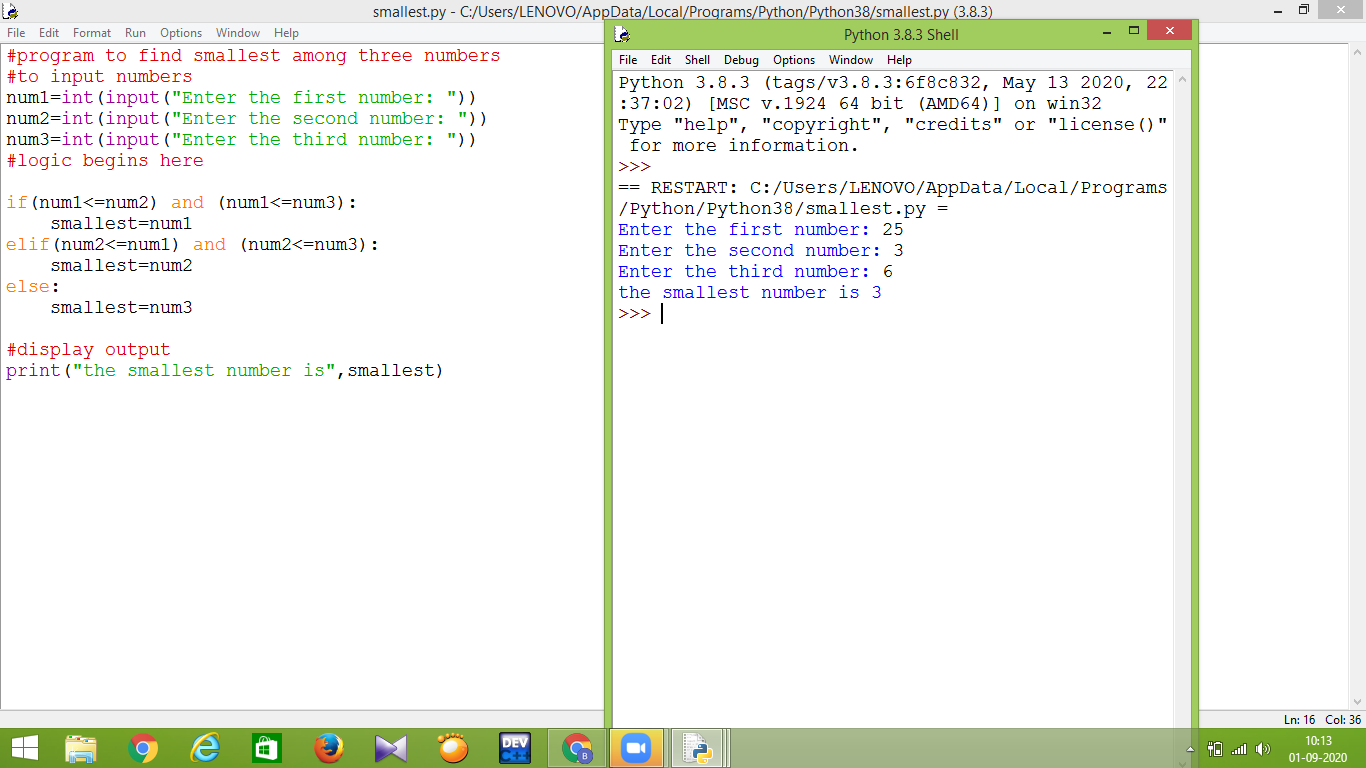 smallest.py - C:/Users/LENOVO/AppData/Local/Programs/Python/Python38/smallest.py (3.8.3)
File Edit Format Run Options Window Help
#program to find smallest among three numbers
#to input numbers
num1=int(input("Enter the first number: "))
num2=int(input("Enter the second number: "))
num3=int(input("Enter the third number: "))
#logic begins here
if(num1<=num2) and (num1<=num3):
    smallest=num1
elif(num2<=num1) and (num2<=num3):
    smallest=num2
else:
    smallest=num3
#display output
print("the smallest number is",smallest)
Python 3.8.3 Shell
File Edit Shell Debug Options Window Help
Python 3.8.3 (tags/v3.8.3:6f8c832, May 13 2020, 22
:37:02) [MSC v.1924 64 bit (AMD64)] on win32
Type "help", "copyright", "credits" or "license()"
 for more information.
>>>
== RESTART: C:/Users/LENOVO/AppData/Local/Programs
/Python/Python38/smallest.py =
Enter the first number: 25
Enter the second number: 3
Enter the third number: 6
the smallest number is 3
>>>
Ln: 16 Col: 36
DEV
C++
B
10:13
01-09-2020